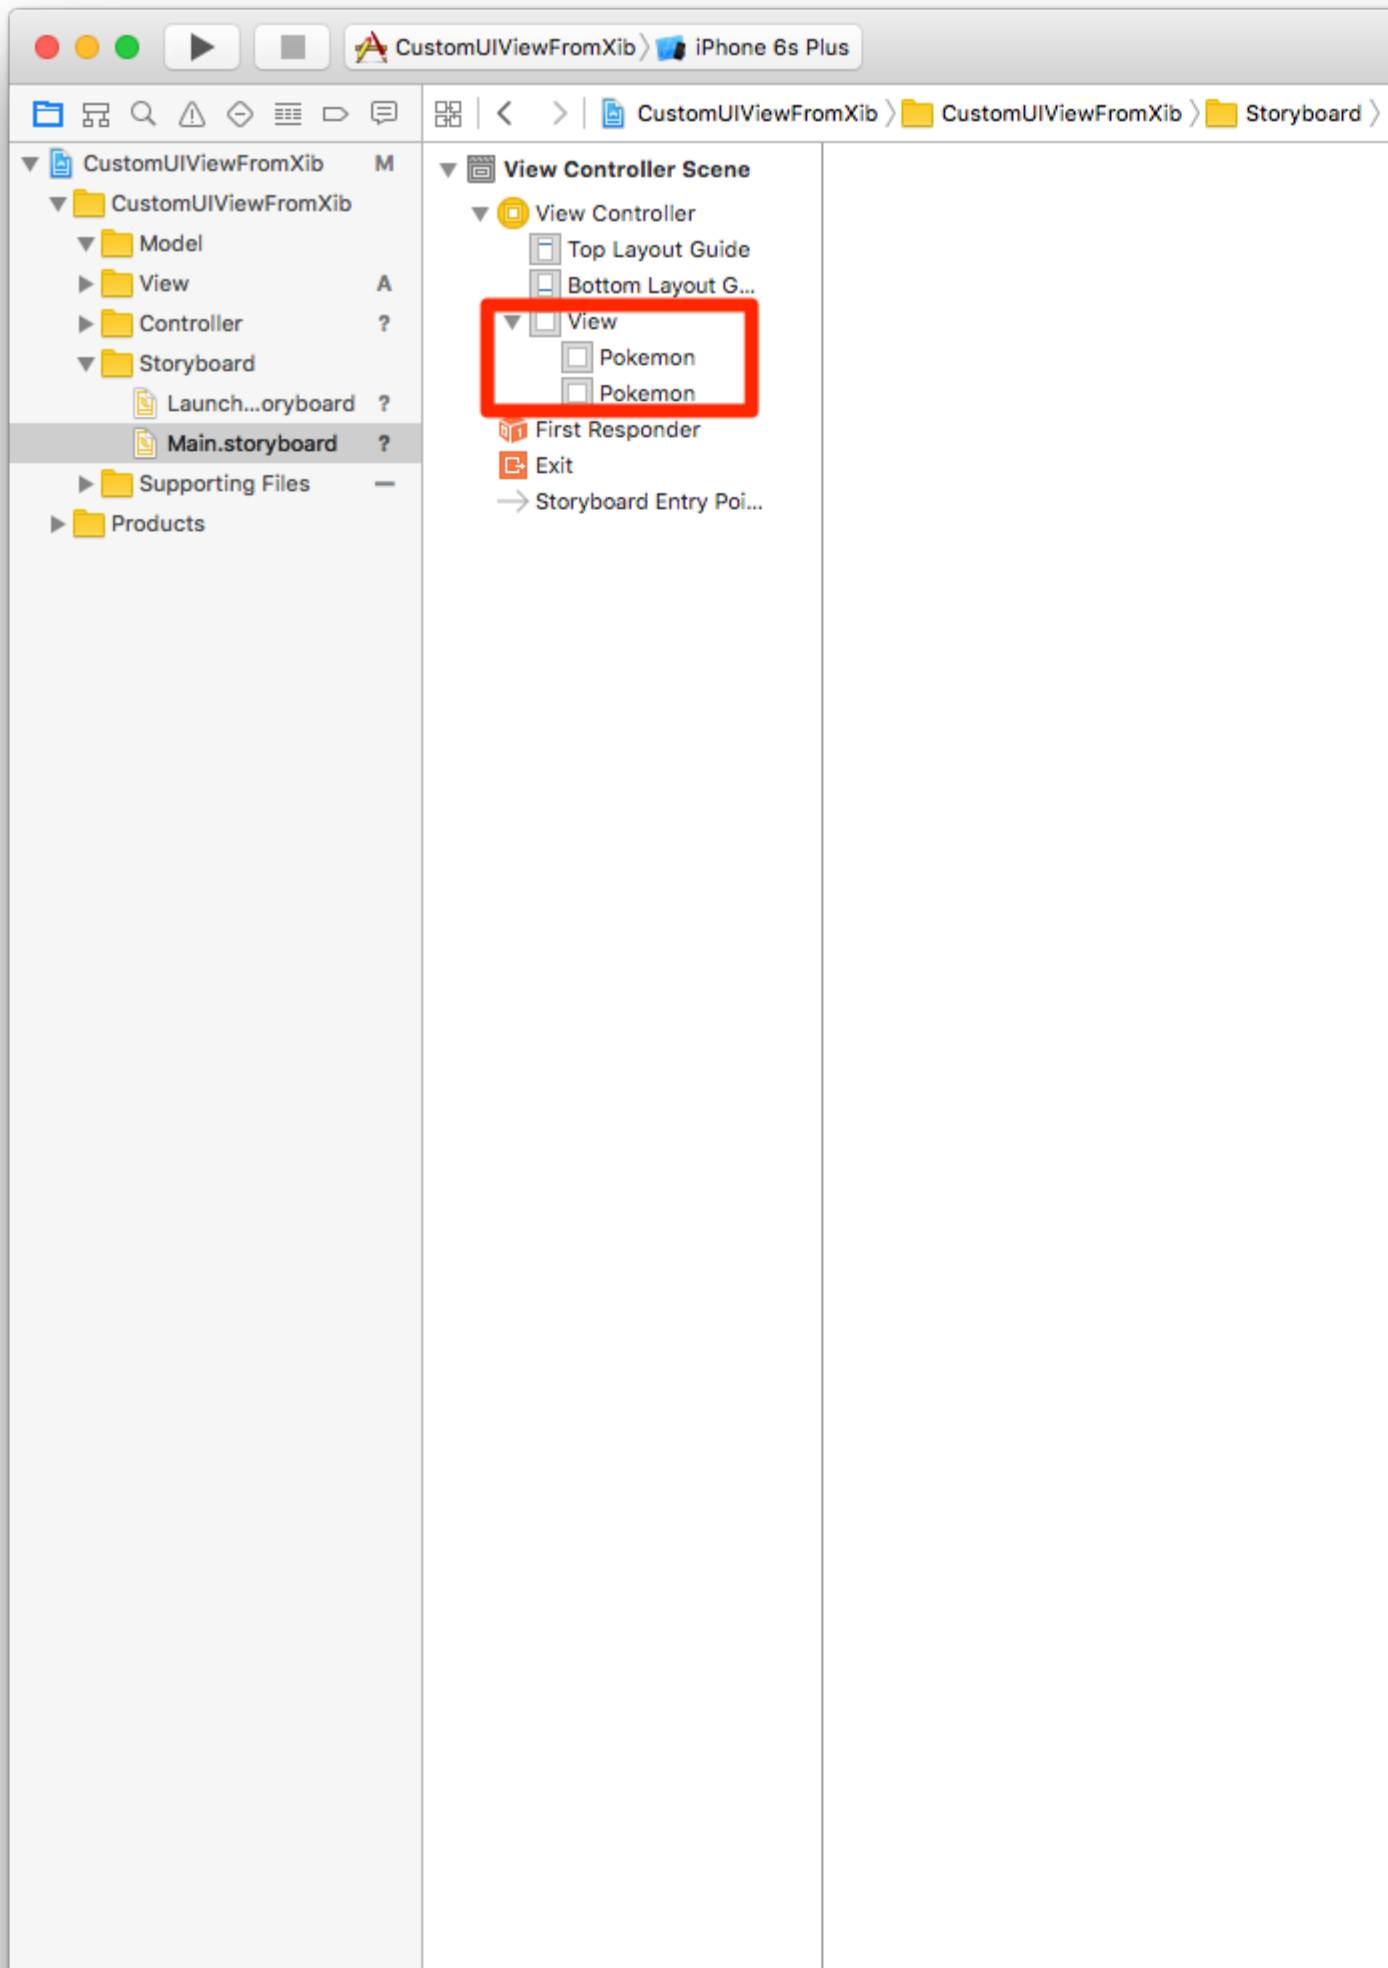 CustomUIViewFromXib iPhone 6s Plus
CustomUIViewFromXib CustomUIViewFromXib Storyboard
CustomUIViewFromXib M
CustomUIViewFromXib
Model
View A
Controller ?
Storyboard
Launch...oryboard ?
Main.storyboard ?
Supporting Files —
Products
View Controller Scene
View Controller
Top Layout Guide
Bottom Layout G...
View
Pokemon
Pokemon
First Responder
Exit
Storyboard Entry Poi...